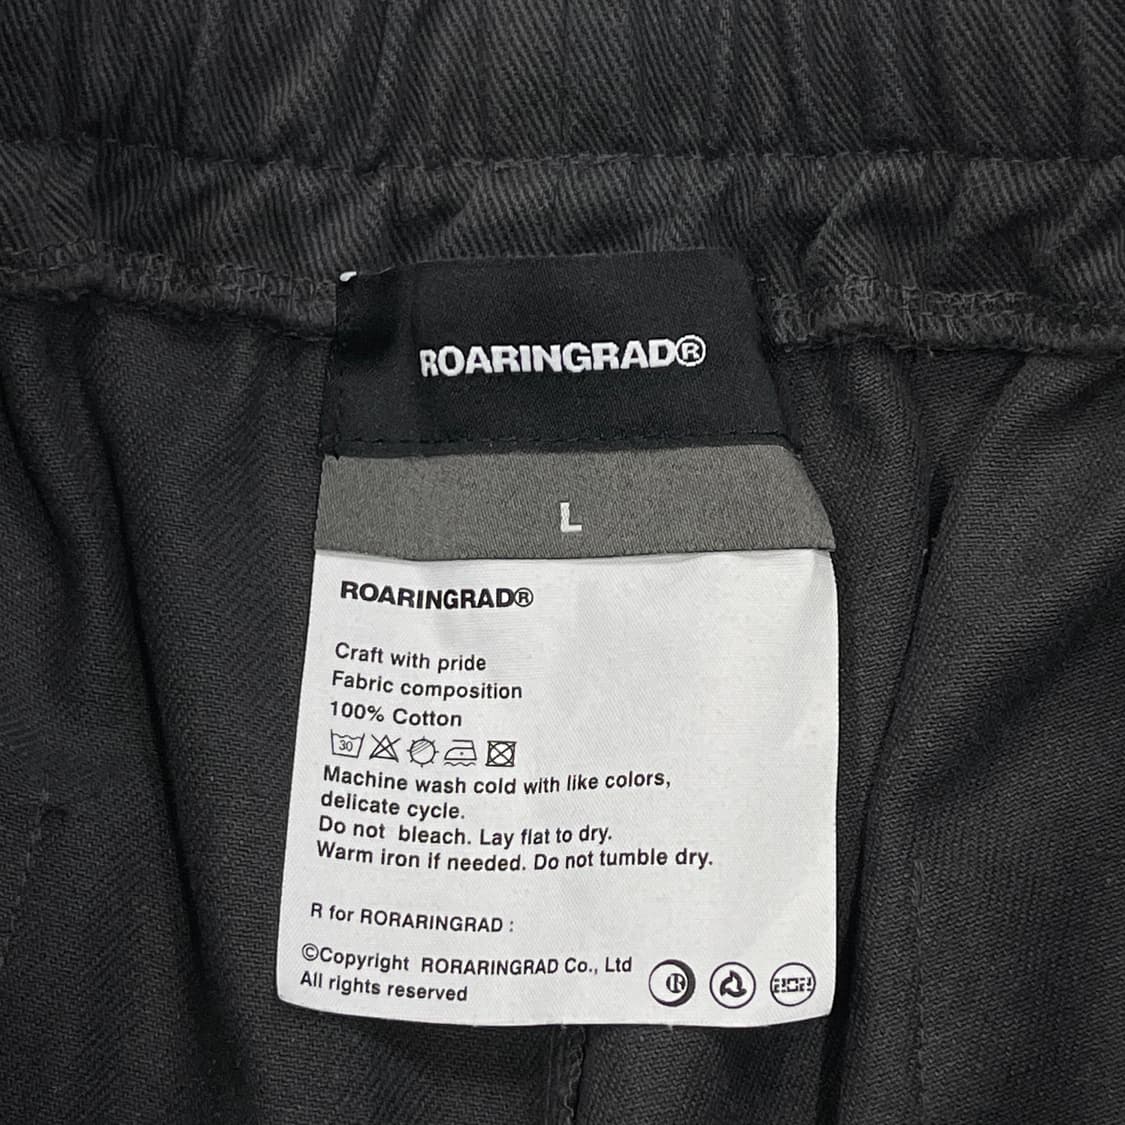 ROARINGRAD®
L
ROARINGRAD®
Craft with pride
Fabric composition
100% Cotton
30
Machine wash cold with like colors,
delicate cycle.
Do not bleach. Lay flat to dry.
Warm iron if needed. Do not tumble dry.
R for RORARINGRAD :
©Copyright RORARINGRAD Co., Ltd
All rights reserved
R